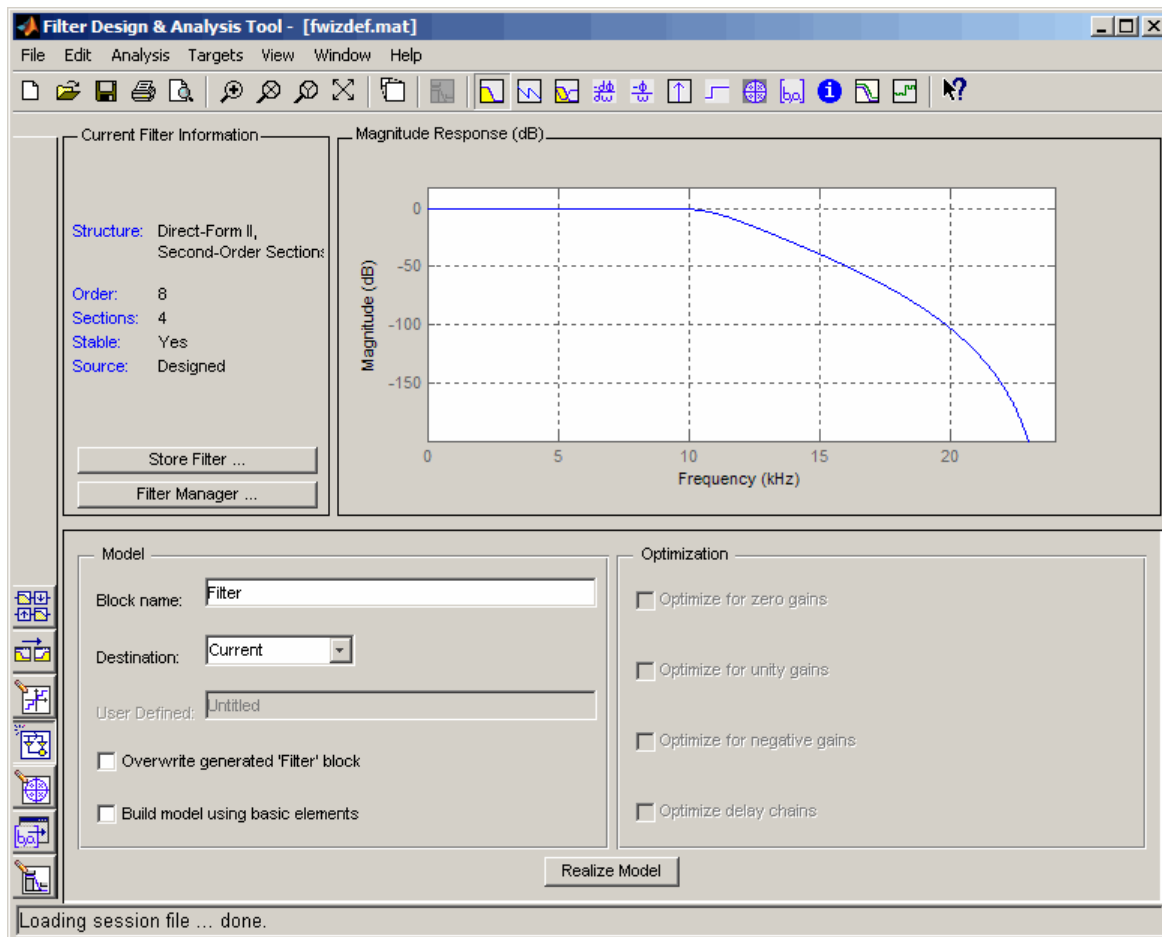 Filter Design & Analysis Tool - [fwizdef.mat]
File Edit Analysis Targets View Window Help
Current Filter Information
Structure: Direct-Form II,
Second-Order Sections
Order: 8
Sections: 4
Stable: Yes
Source: Designed
Store Filter ...
Filter Manager ...
Magnitude Response (dB)
Magnitude (dB)
0
-50
-100
-150
0 5 10 15 20
Frequency (kHz)
Model
Block name: Filter
Destination: Current
User Defined: Untitled
Overwrite generated 'Filter' block
Build model using basic elements
Optimization
Optimize for zero gains
Optimize for unity gains
Optimize for negative gains
Optimize delay chains
Realize Model
Loading session file ... done.